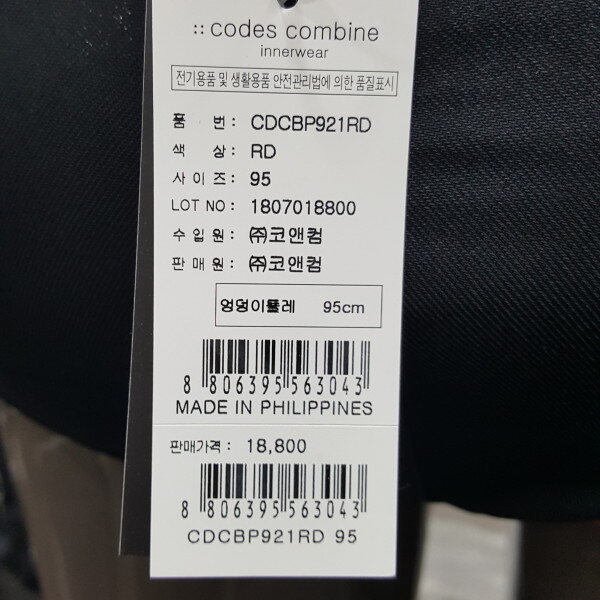 :: codes combine
innerwear
전기용품 및 생활용품 안전관리법에 의한 품질표시
품 번 : CDCBP921RD
색 상 : RD
사 이 즈 : 95
LOT NO : 1807018800
수 입 원 : ㈜코앤컴
판 매 원 : ㈜코앤컴
엉덩이둘레 95cm
8 806395 563043
MADE IN PHILIPPINES
판매가격 : 18,800
8 806395 563043
CDCBP921RD 95